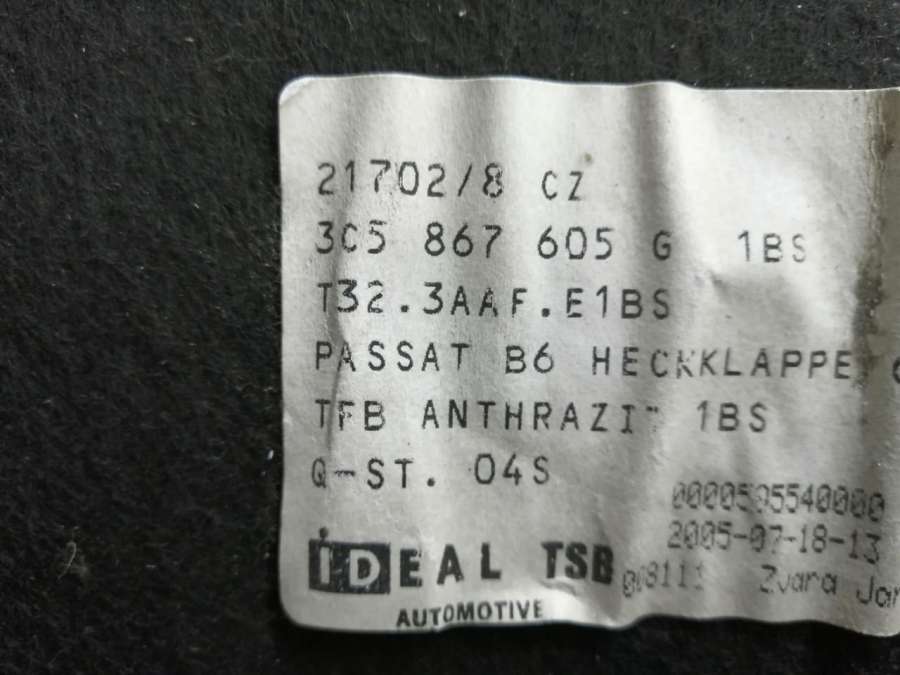 21702/8 CZ
3C5 867 605 G 1BS
T32.3AAF.E1BS
PASSAT B6 HECKKLAPPE
TFB ANTHRAZIT 1BS
Q-ST. 04S
2005-07-18-13
Zvara Jan
iDEAL TSB
AUTOMOTIVE